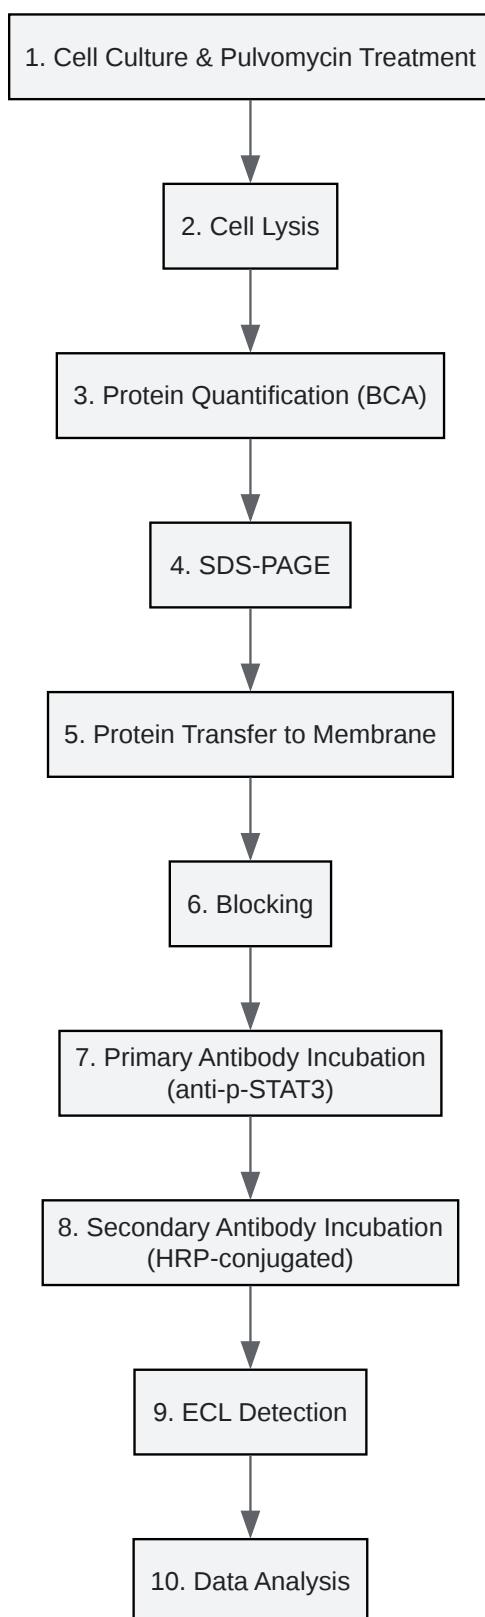 1. Cell Culture & Pulvomycin Treatment
2. Cell Lysis
3. Protein Quantification (BCA)
4. SDS-PAGE
5. Protein Transfer to Membrane
6. Blocking
7. Primary Antibody Incubation
(anti-p-STAT3)
8. Secondary Antibody Incubation
(HRP-conjugated)
9. ECL Detection
10. Data Analysis